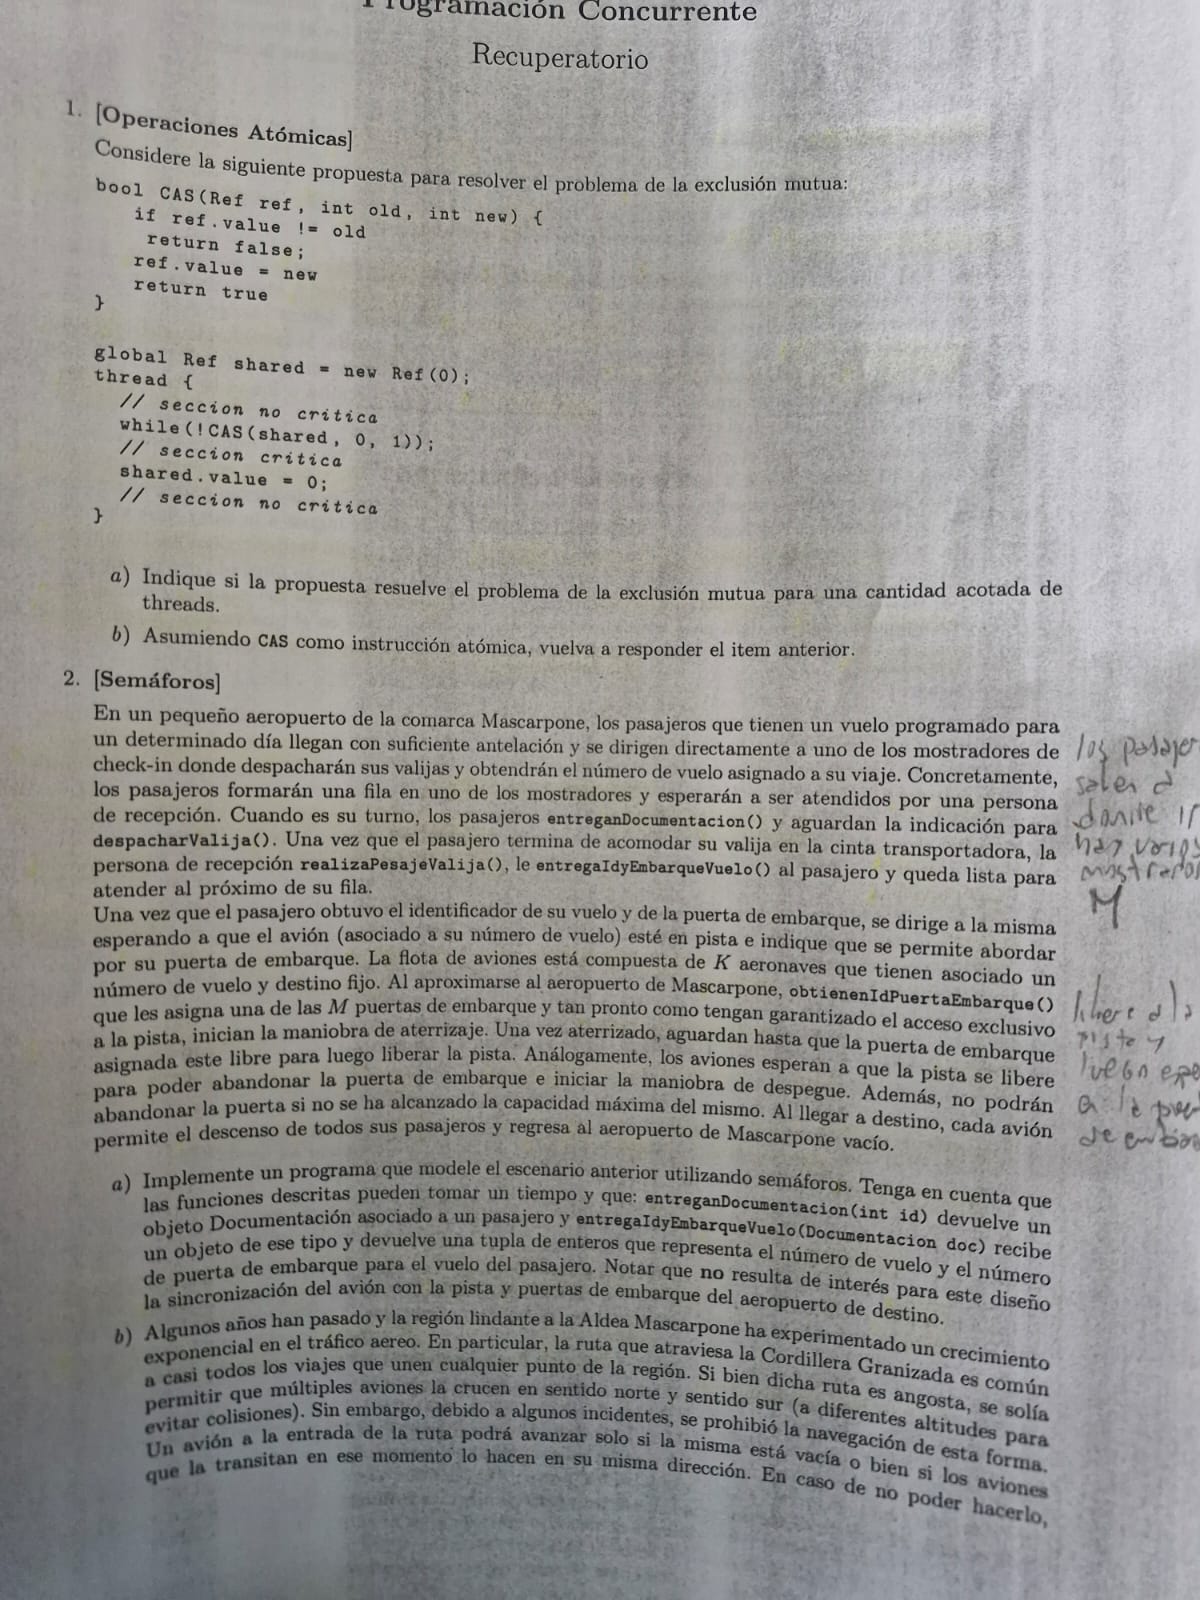 Programación Concurrente
Recuperatorio
1. [Operaciones Atómicas]
Considere la siguiente propuesta para resolver el problema de la exclusión mutua:
bool CAS(Ref ref, int old, int new) {
if ref.value != old
return false;
ref.value = new
return true
}
global Ref shared = new Ref(0);
thread {
// seccion no critica
while(!CAS(shared, 0, 1));
// seccion critica
shared.value = 0;
// seccion no critica
}
a) Indique si la propuesta resuelve el problema de la exclusión mutua para una cantidad acotada de
threads.
b) Asumiendo CAS como instrucción atómica, vuelva a responder el item anterior.
2. [Semáforos]
En un pequeño aeropuerto de la comarca Mascarpone, los pasajeros que tienen un vuelo programado para
un determinado día llegan con suficiente antelación y se dirigen directamente a uno de los mostradores de
check-in donde despacharán sus valijas y obtendrán el número de vuelo asignado a su viaje. Concretamente,
los pasajeros formarán una fila en uno de los mostradores y esperarán a ser atendidos por una persona
de recepción. Cuando es su turno, los pasajeros entreganDocumentacion() y aguardan la indicación para
despacharValija(). Una vez que el pasajero termina de acomodar su valija en la cinta transportadora, la
persona de recepción realizaPesajeValija(), le entregaIdyEmbarqueVuelo() al pasajero y queda lista para
atender al próximo de su fila.
Una vez que el pasajero obtuvo el identificador de su vuelo y de la puerta de embarque, se dirige a la misma
esperando a que el avión (asociado a su número de vuelo) esté en pista e indique que se permite abordar
por su puerta de embarque. La flota de aviones está compuesta de K aeronaves que tienen asociado un
número de vuelo y destino fijo. Al aproximarse al aeropuerto de Mascarpone, obtienenIdPuertaEmbarque()
que les asigna una de las M puertas de embarque y tan pronto como tengan garantizado el acceso exclusivo
a la pista, inician la maniobra de aterrizaje. Una vez aterrizado, aguardan hasta que la puerta de embarque
asignada este libre para luego liberar la pista. Análogamente, los aviones esperan a que la pista se libere
para poder abandonar la puerta de embarque e iniciar la maniobra de despegue. Además, no podrán
abandonar la puerta si no se ha alcanzado la capacidad máxima del mismo. Al llegar a destino, cada avión
permite el descenso de todos sus pasajeros y regresa al aeropuerto de Mascarpone vacío.
a) Implemente un programa que modele el escenario anterior utilizando semáforos. Tenga en cuenta que
las funciones descritas pueden tomar un tiempo y que: entreganDocumentacion(int id) devuelve un
objeto Documentación asociado a un pasajero y entregaIdyEmbarqueVuelo(Documentacion doc) recibe
un objeto de ese tipo y devuelve una tupla de enteros que representa el número de vuelo y el número
de puerta de embarque para el vuelo del pasajero. Notar que no resulta de interés para este diseño
la sincronización del avión con la pista y puertas de embarque del aeropuerto de destino.
b) Algunos años han pasado y la región lindante a la Aldea Mascarpone ha experimentado un crecimiento
exponencial en el tráfico aereo. En particular, la ruta que atraviesa la Cordillera Granizada es común
a casi todos los viajes que unen cualquier punto de la región. Si bien dicha ruta es angosta, se solía
permitir que múltiples aviones la crucen en sentido norte y sentido sur (a diferentes altitudes para
evitar colisiones). Sin embargo, debido a algunos incidentes, se prohibió la navegación de esta forma.
Un avión a la entrada de la ruta podrá avanzar solo si la misma está vacía o bien si los aviones
que la transitan en ese momento lo hacen en su misma dirección. En caso de no poder hacerlo,
los
saben a
donde ir
hay varios
M
libere a la
pista y
luego
de